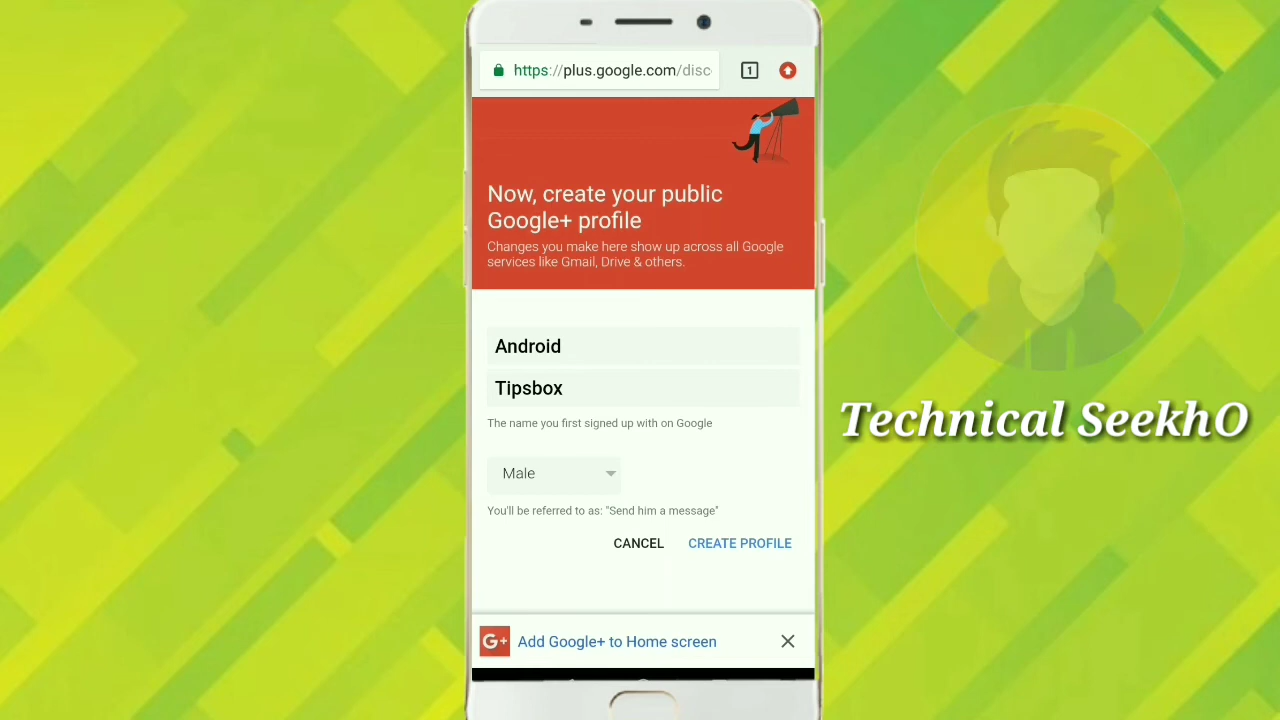 https://plus.google.com/disc
1
Now, create your public
Google+ profile
Changes you make here show up across all Google
services like Gmail, Drive & others.
Android
Tipsbox
The name you first signed up with on Google
Male
You'll be referred to as: "Send him a message"
CANCEL CREATE PROFILE
G+ Add Google+ to Home screen
Technical SeekhO